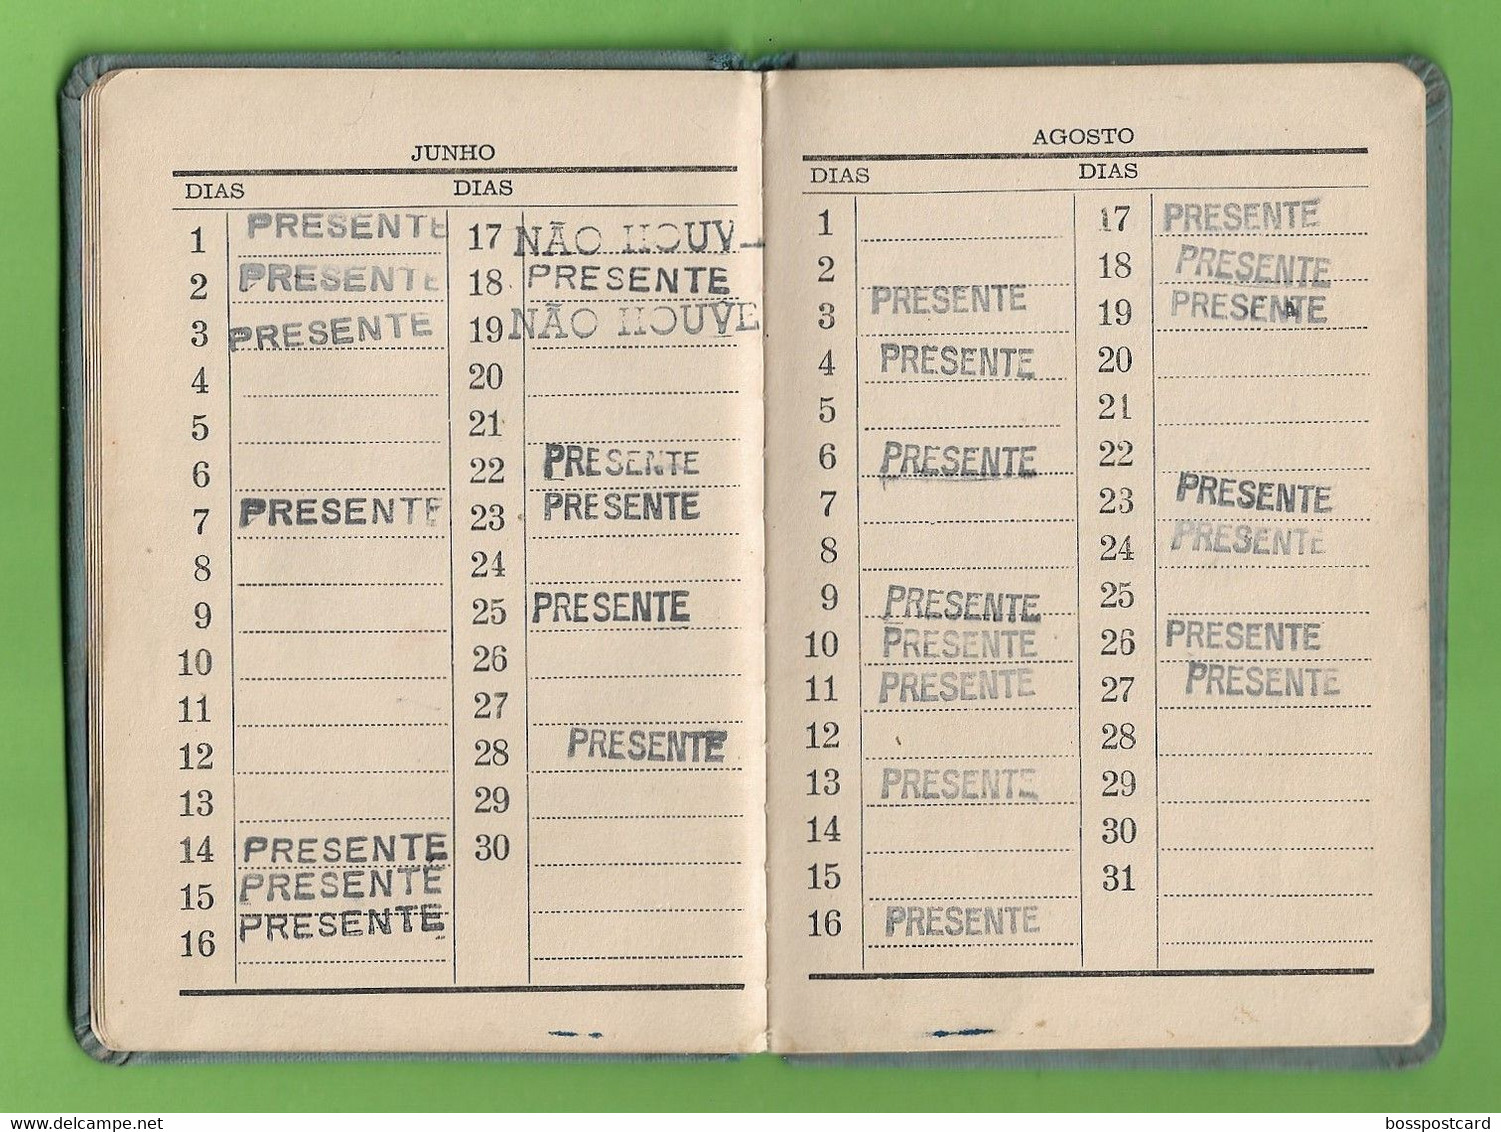 JUNHO
DIAS DIAS
1 PRESENTE 17 NÃO HOUVE
2 PRESENTE 18 PRESENTE
3 PRESENTE 19 NÃO HOUVE
4 20
5 21
6 22 PRESENTE
7 PRESENTE 23 PRESENTE
8 24
9 25 PRESENTE
10 26
11 27
12 28 PRESENTE
13 29
14 PRESENTE 30
15 PRESENTE
16 PRESENTE
AGOSTO
DIAS DIAS
1 17 PRESENTE
2 18 PRESENTE
3 PRESENTE 19 PRESENTE
4 PRESENTE 20
5 21
6 PRESENTE 22
7 23 PRESENTE
8 24 PRESENTE
9 PRESENTE 25
10 PRESENTE 26 PRESENTE
11 PRESENTE 27 PRESENTE
12 28
13 PRESENTE 29
14 30
15 31
16 PRESENTE
Delcampe.net
bosspostcard